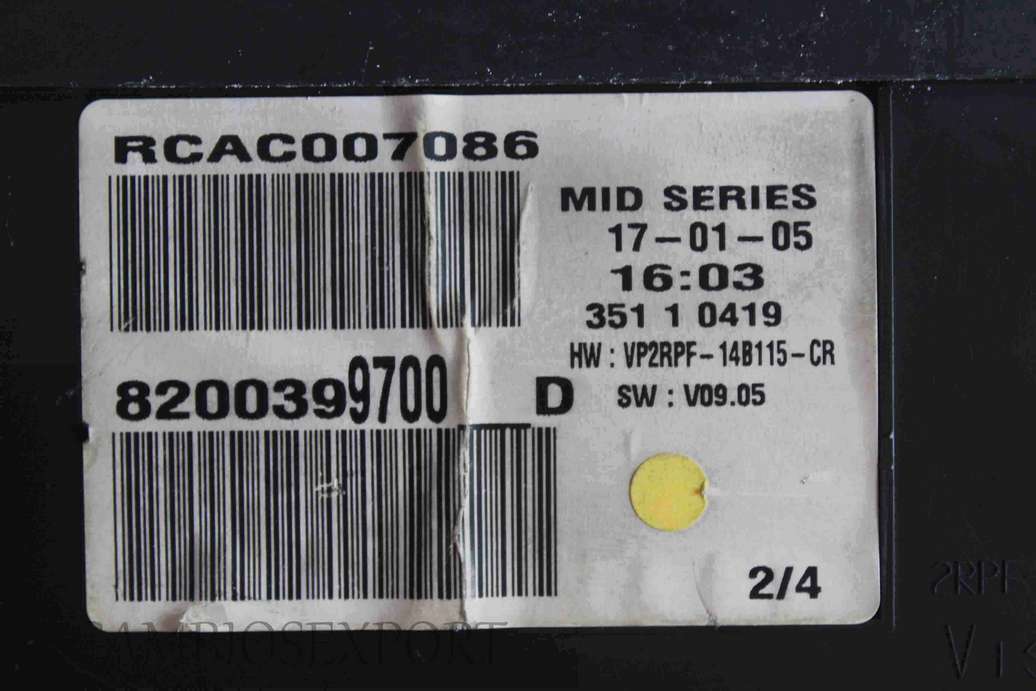 RCAC007086
MID SERIES
17-01-05
16:03
351 1 0419
HW : VP2RPF-14B115-CR
SW : V09.05
8200399700 D
2/4
2RPF